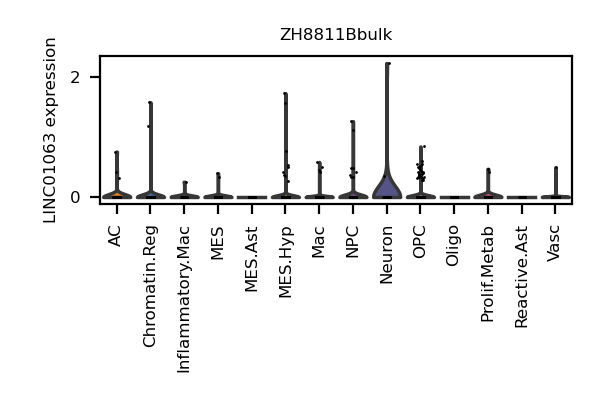 ZH8811Bbulk
LINC01063 expression
2
0
AC
Chromatin.Reg
Inflammatory.Mac
MES
MES.Ast
MES.Hyp
Mac
NPC
Neuron
OPC
Oligo
Prolif.Metab
Reactive.Ast
Vasc